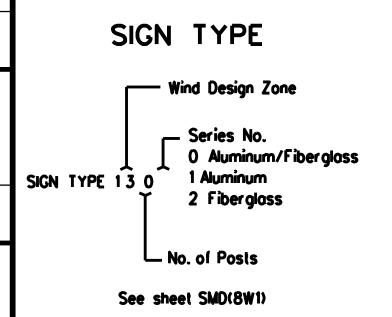 SIGN TYPE
Wind Design Zone
Series No.
0 Aluminum/Fiberglass
1 Aluminum
2 Fiberglass
SIGN TYPE 1 3 0
No. of Posts
See sheet SMD(8W1)